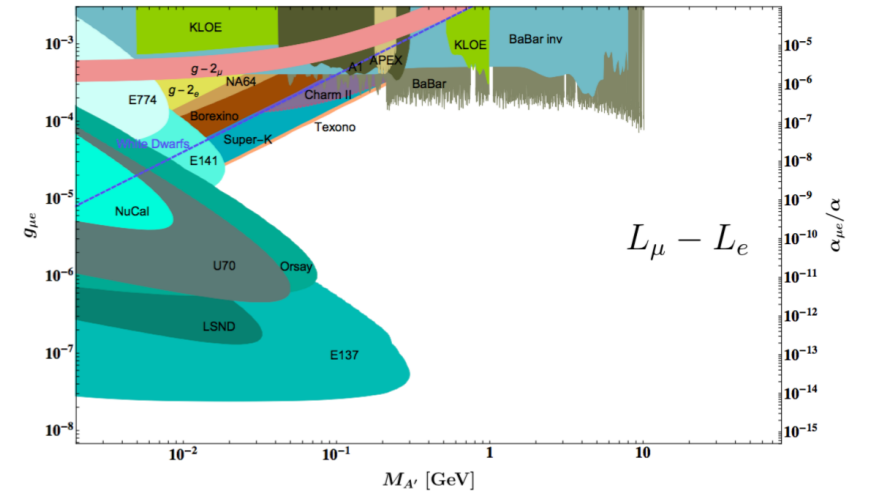 KLOE
KLOE
BaBar inv
APEX
A1
g−2μ
NA64
BaBar
g−2e
Charm II
E774
Borexino
Texono
Super−K
White Dwarfs
E141
NuCal
Lμ − Le
U70
Orsay
LSND
E137
10⁻³
10⁻⁴
10⁻⁵
10⁻⁶
10⁻⁷
10⁻⁸
gμe
10⁻⁵
10⁻⁶
10⁻⁷
10⁻⁸
10⁻⁹
10⁻¹⁰
10⁻¹¹
10⁻¹²
10⁻¹³
10⁻¹⁴
10⁻¹⁵
αμe/α
10⁻² 10⁻¹ 1 10
MA′ [GeV]